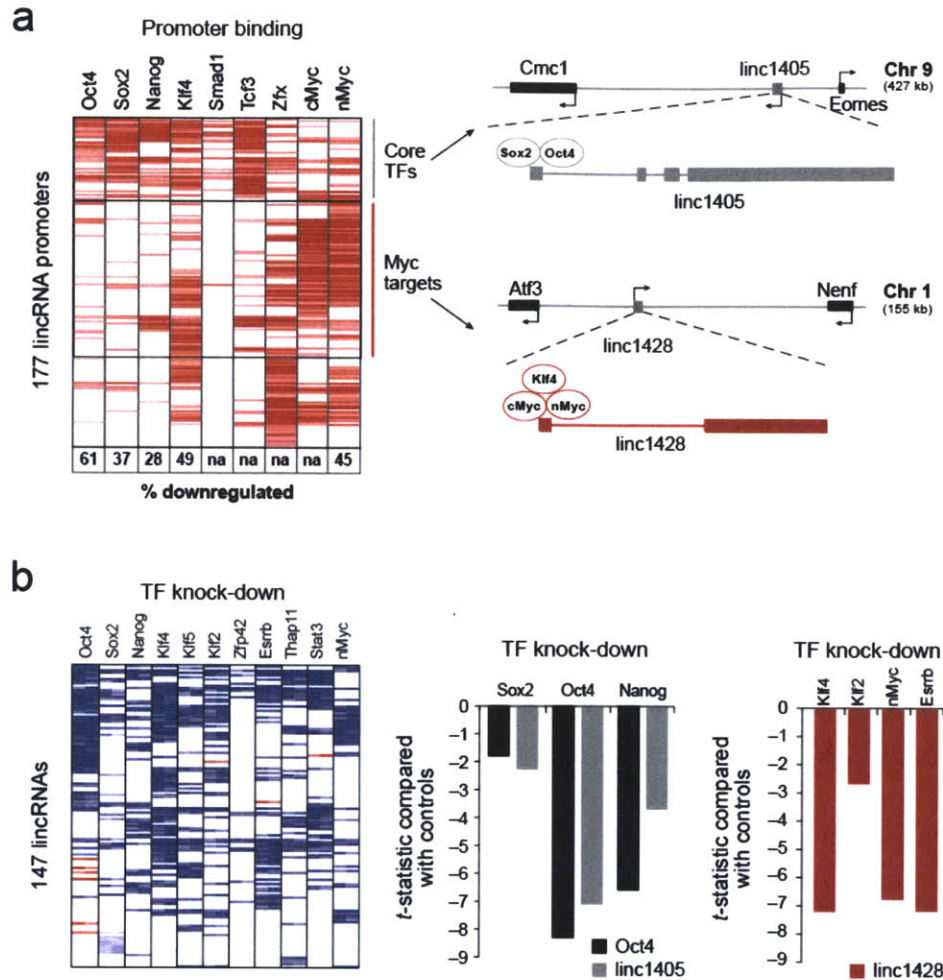 a
Promoter binding
Oct4 Sox2 Nanog Klf4 Smad1 Tcf3 Zfx cMyc nMyc
177 lincRNA promoters
61 37 28 49 na na na na 45
% downregulated
Core
TFs
Myc
targets
Cmc1 linc1405 Chr 9
(427 kb)
Eomes
Sox2 Oct4
linc1405
Atf3 Nenf Chr 1
(155 kb)
linc1428
Klf4
cMyc nMyc
linc1428
b
TF knock-down
Oct4 Sox2 Nanog Klf4 Klf5 Klf2 Zfp42 Esrrb Thap11 Stat3 nMyc
147 lincRNAs
TF knock-down
Sox2 Oct4 Nanog
t-statistic compared
with controls
0
–1
–2
–3
–4
–5
–6
–7
–8
–9
Oct4
linc1405
TF knock-down
Klf4 Klf2 nMyc Esrrb
t-statistic compared
with controls
0
–1
–2
–3
–4
–5
–6
–7
–8
–9
linc1428